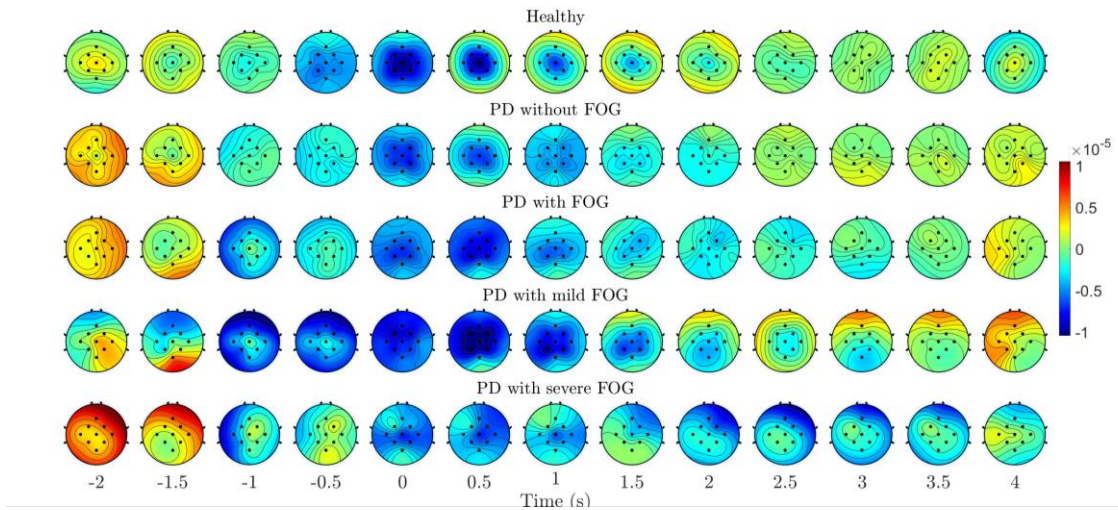 Healthy
PD without FOG
×10⁻⁵
1
PD with FOG
0.5
0
PD with mild FOG
-0.5
-1
PD with severe FOG
-2 -1.5 -1 -0.5 0 0.5 1 1.5 2 2.5 3 3.5 4
Time (s)